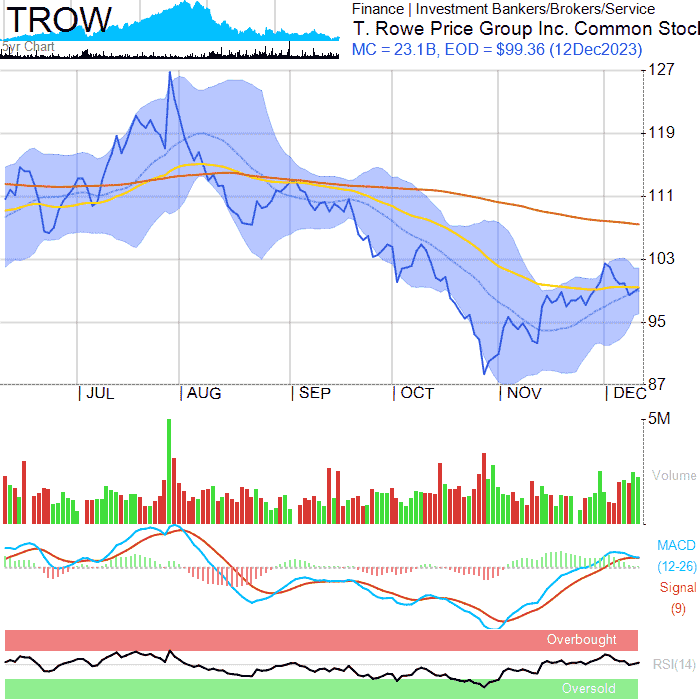 TROW
5yr Chart
Finance | Investment Bankers/Brokers/Service
T. Rowe Price Group Inc. Common Stoc
MC = 23.1B, EOD = $99.36 (12Dec2023)
127
119
111
103
95
87
JUL AUG SEP OCT NOV DEC
5M
Volume
MACD
(12-26)
Signal
(9)
Overbought
RSI(14)
Oversold